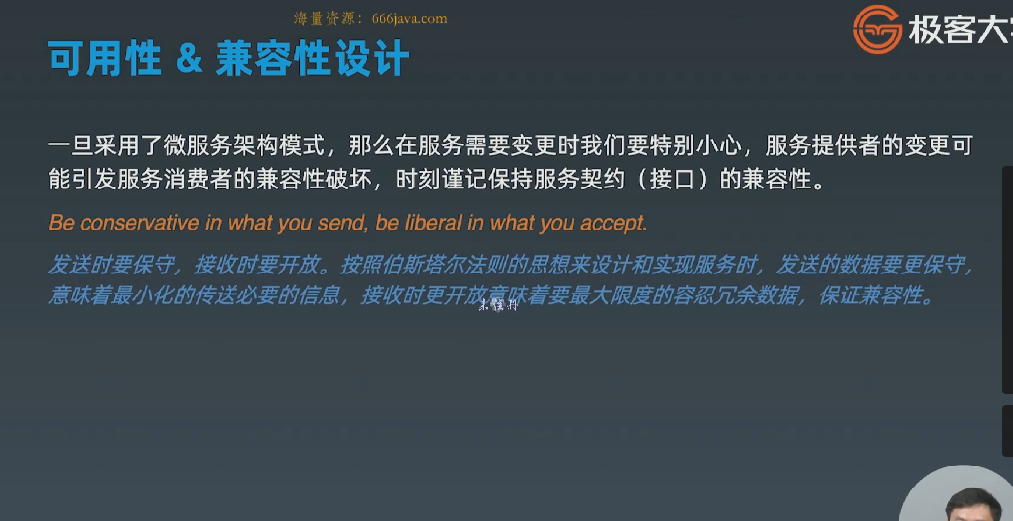 海量资源：666java.com
极客大
可用性 & 兼容性设计
一旦采用了微服务架构模式，那么在服务需要变更时我们要特别小心，服务提供者的变更可
能引发服务消费者的兼容性破坏，时刻谨记保持服务契约（接口）的兼容性。
Be conservative in what you send, be liberal in what you accept.
发送时要保守，接收时要开放。按照伯斯塔尔法则的思想来设计和实现服务时，发送的数据要更保守，
意味着最小化的传送必要的信息，接收时更开放意味着要最大限度的容忍冗余数据，保证兼容性。